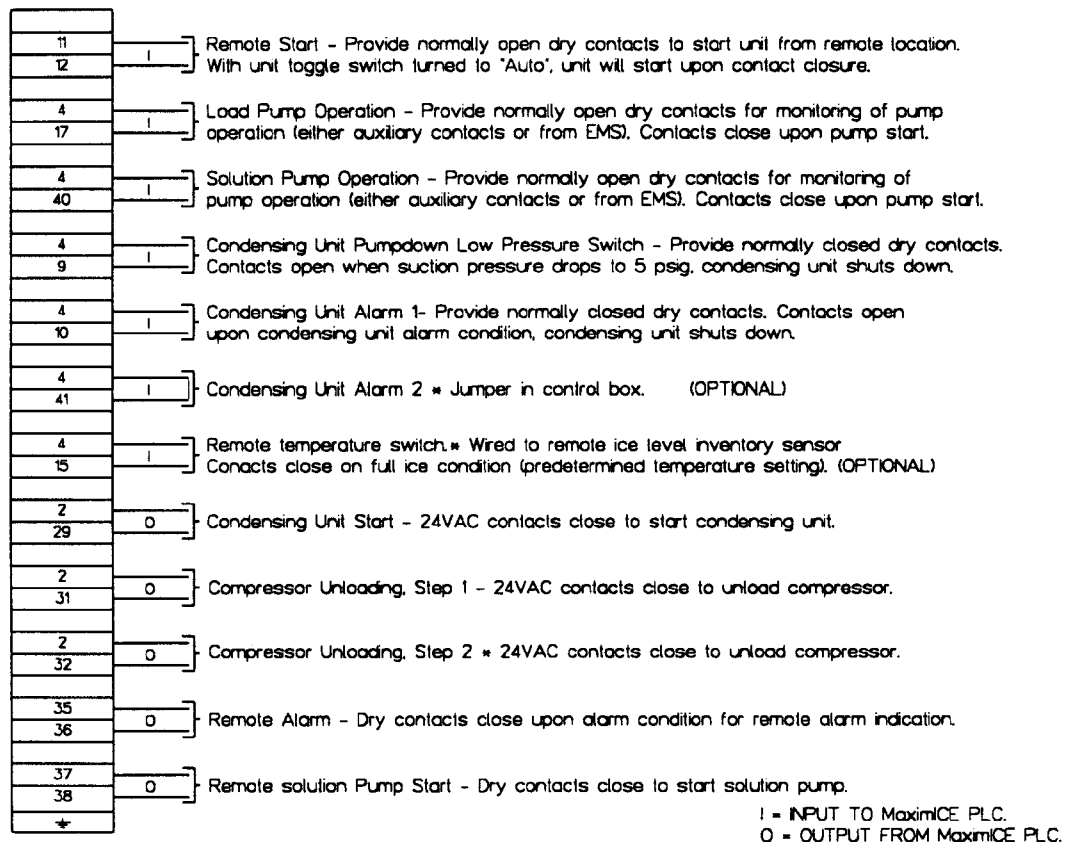 11
12
I
Remote Start - Provide normally open dry contacts to start unit from remote location.
With unit toggle switch turned to "Auto", unit will start upon contact closure.
4
17
I
Load Pump Operation - Provide normally open dry contacts for monitoring of pump
operation (either auxiliary contacts or from EMS). Contacts close upon pump start.
4
40
I
Solution Pump Operation - Provide normally open dry contacts for monitoring of
pump operation (either auxiliary contacts or from EMS). Contacts close upon pump start.
4
9
I
Condensing Unit Pumpdown Low Pressure Switch - Provide normally closed dry contacts.
Contacts open when suction pressure drops to 5 psig, condensing unit shuts down.
4
10
I
Condensing Unit Alarm 1- Provide normally closed dry contacts. Contacts open
upon condensing unit alarm condition, condensing unit shuts down.
4
41
I
Condensing Unit Alarm 2 * Jumper in control box. (OPTIONAL)
4
15
I
Remote temperature switch.* Wired to remote ice level inventory sensor
Conacts close on full ice condition (predetermined temperature setting). (OPTIONAL)
2
29
O
Condensing Unit Start - 24VAC contacts close to start condensing unit.
2
31
O
Compressor Unloading, Step 1 - 24VAC contacts close to unload compressor.
2
32
O
Compressor Unloading, Step 2 * 24VAC contacts close to unload compressor.
35
36
O
Remote Alarm - Dry contacts close upon alarm condition for remote alarm indication.
37
38
O
Remote solution Pump Start - Dry contacts close to start solution pump.
I = INPUT TO MaximICE PLC.
O = OUTPUT FROM MaximICE PLC.